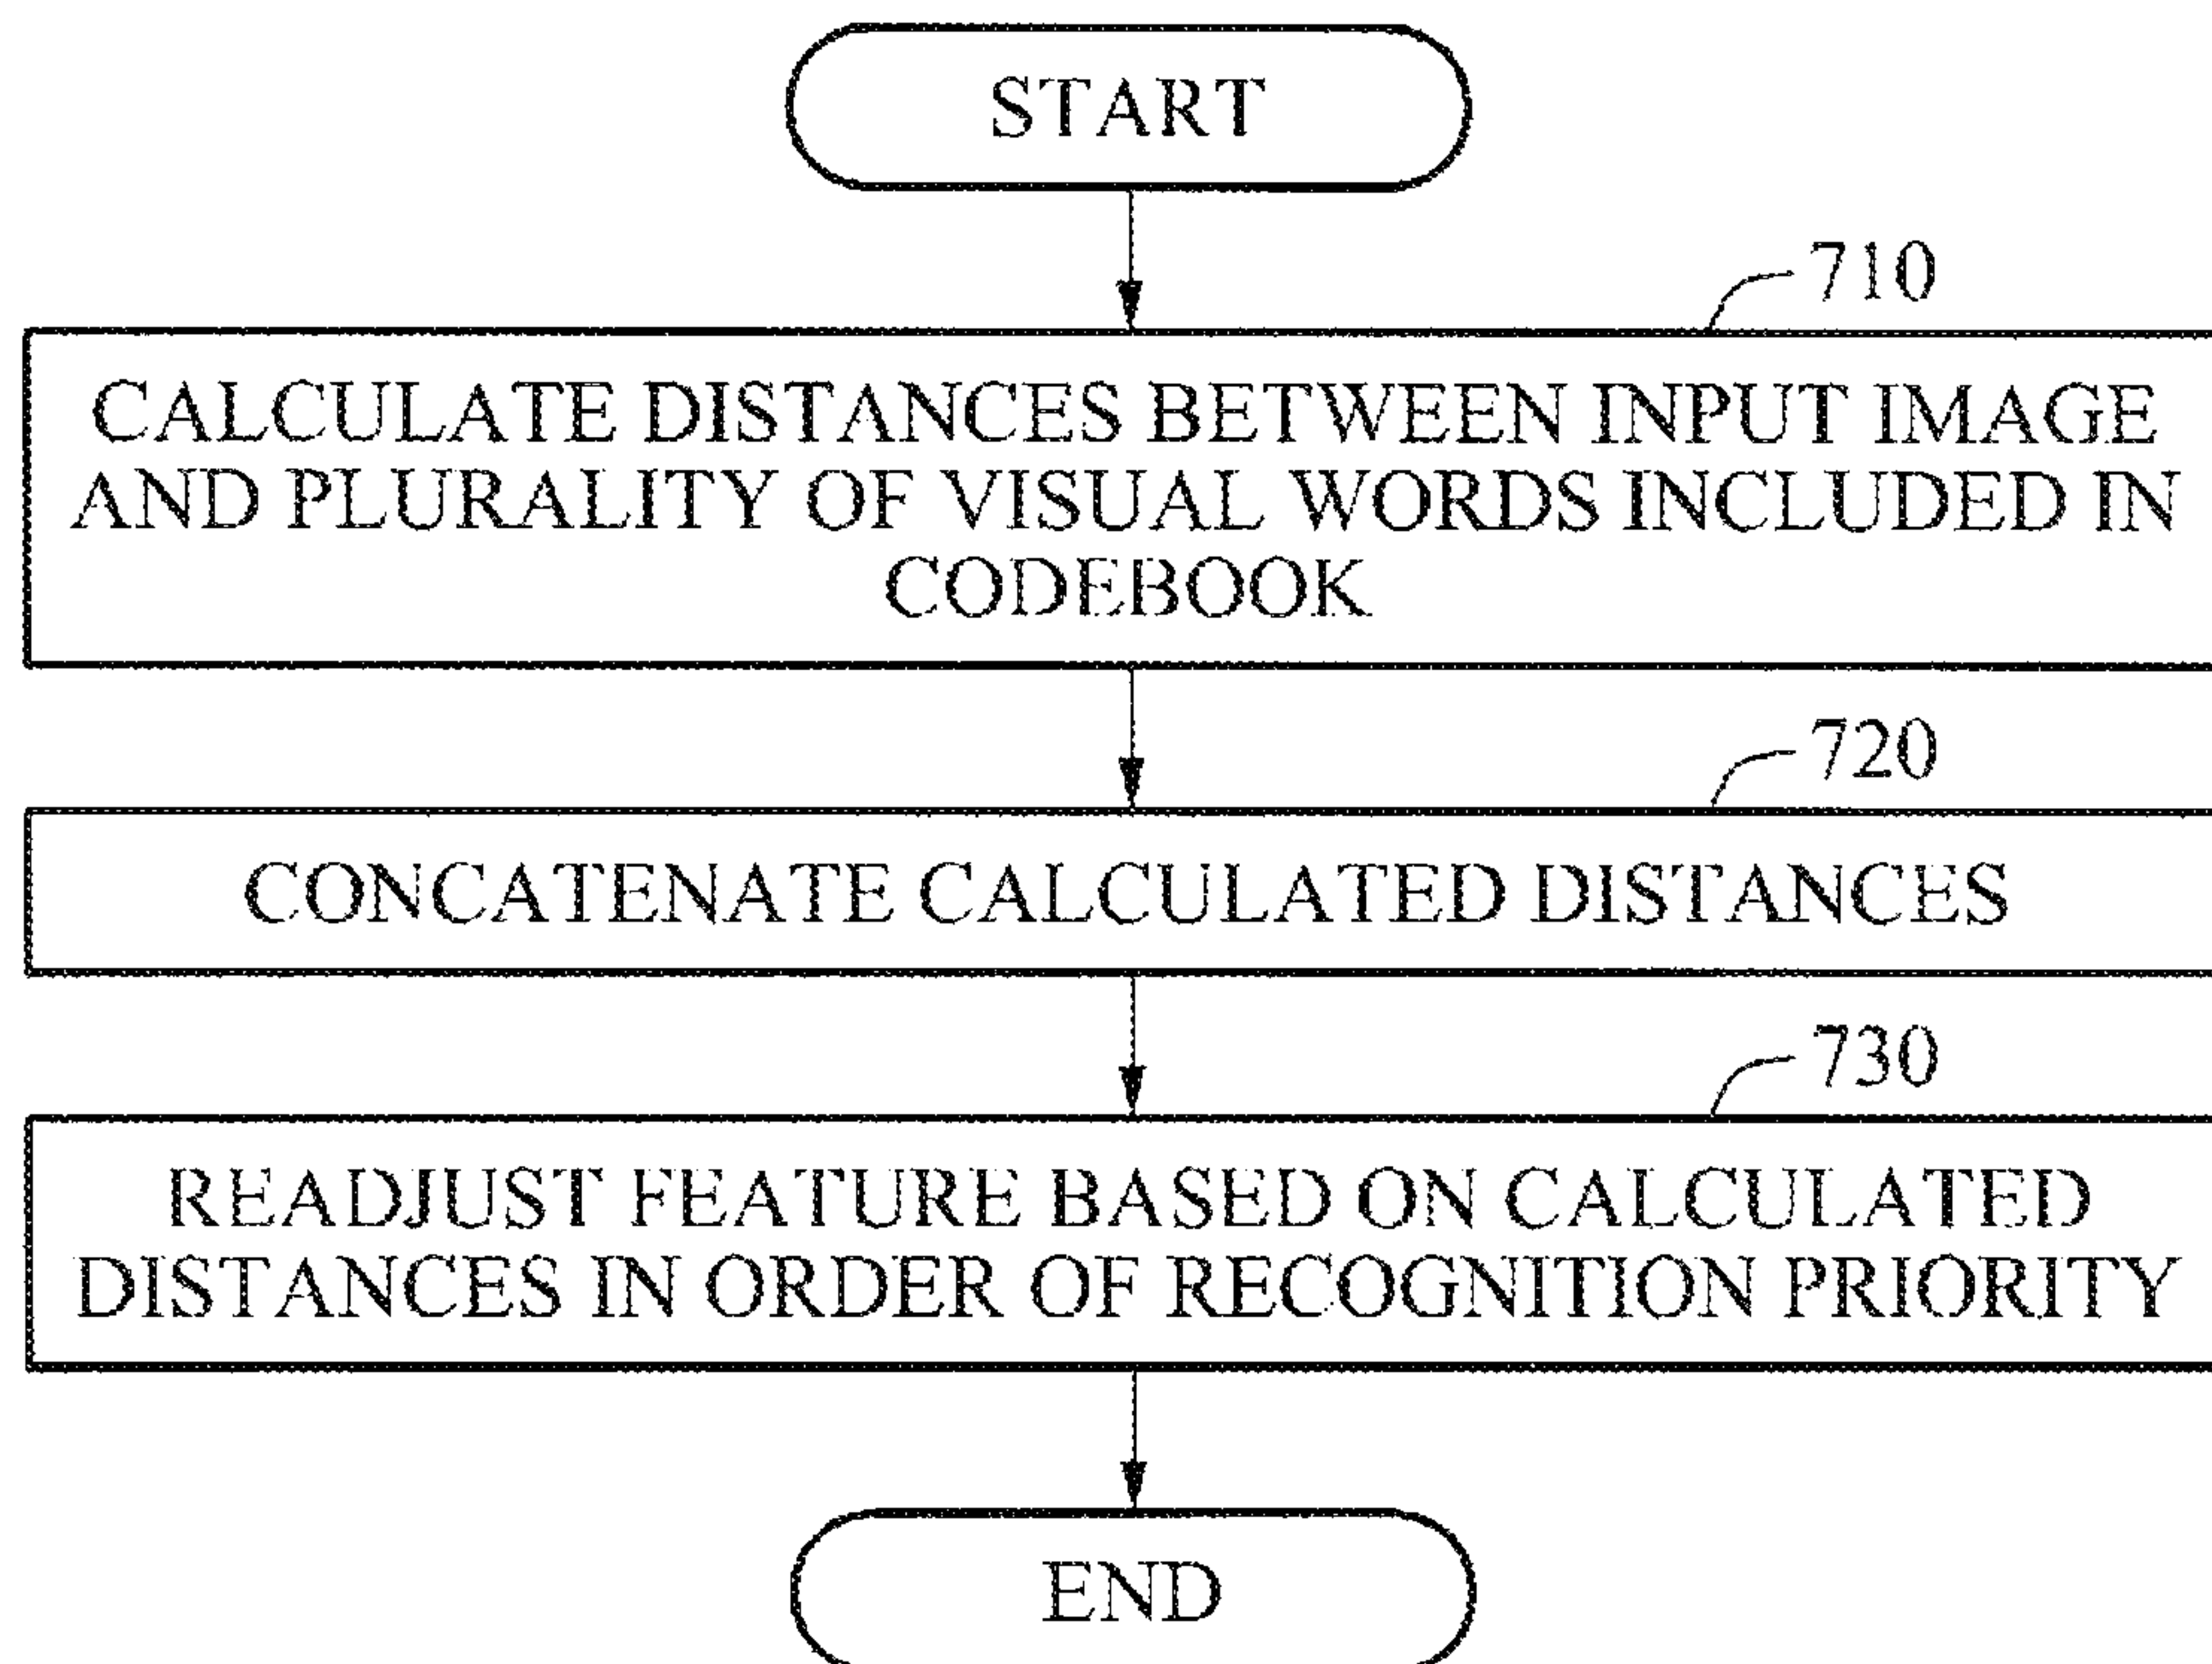 START
710
CALCULATE DISTANCES BETWEEN INPUT IMAGE
AND PLURALITY OF VISUAL WORDS INCLUDED IN
CODEBOOK
720
CONCATENATE CALCULATED DISTANCES
730
READJUST FEATURE BASED ON CALCULATED
DISTANCES IN ORDER OF RECOGNITION PRIORITY
END